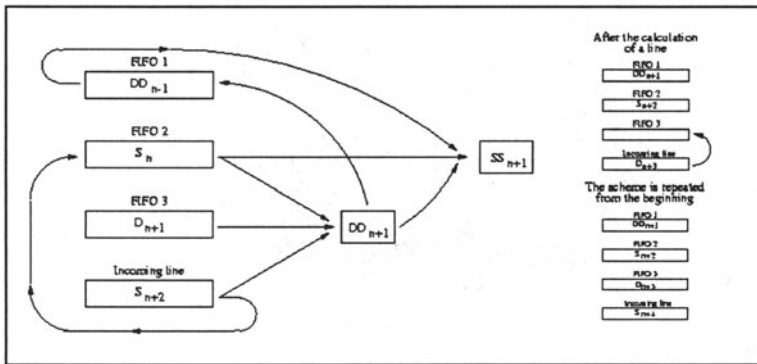 FIFO 1
DD n-1
FIFO 2
S n
FIFO 3
D n+1
Incoming line
S n+2
DD n+1
SS n+1
After the calculation
of a line
FIFO 1
DD n+1
FIFO 2
S n+2
FIFO 3
Incoming line
D n+3
The scheme is repeated
from the beginning
FIFO 1
DD n+1
FIFO 2
S n+2
FIFO 3
D n+3
Incoming line
S n+4